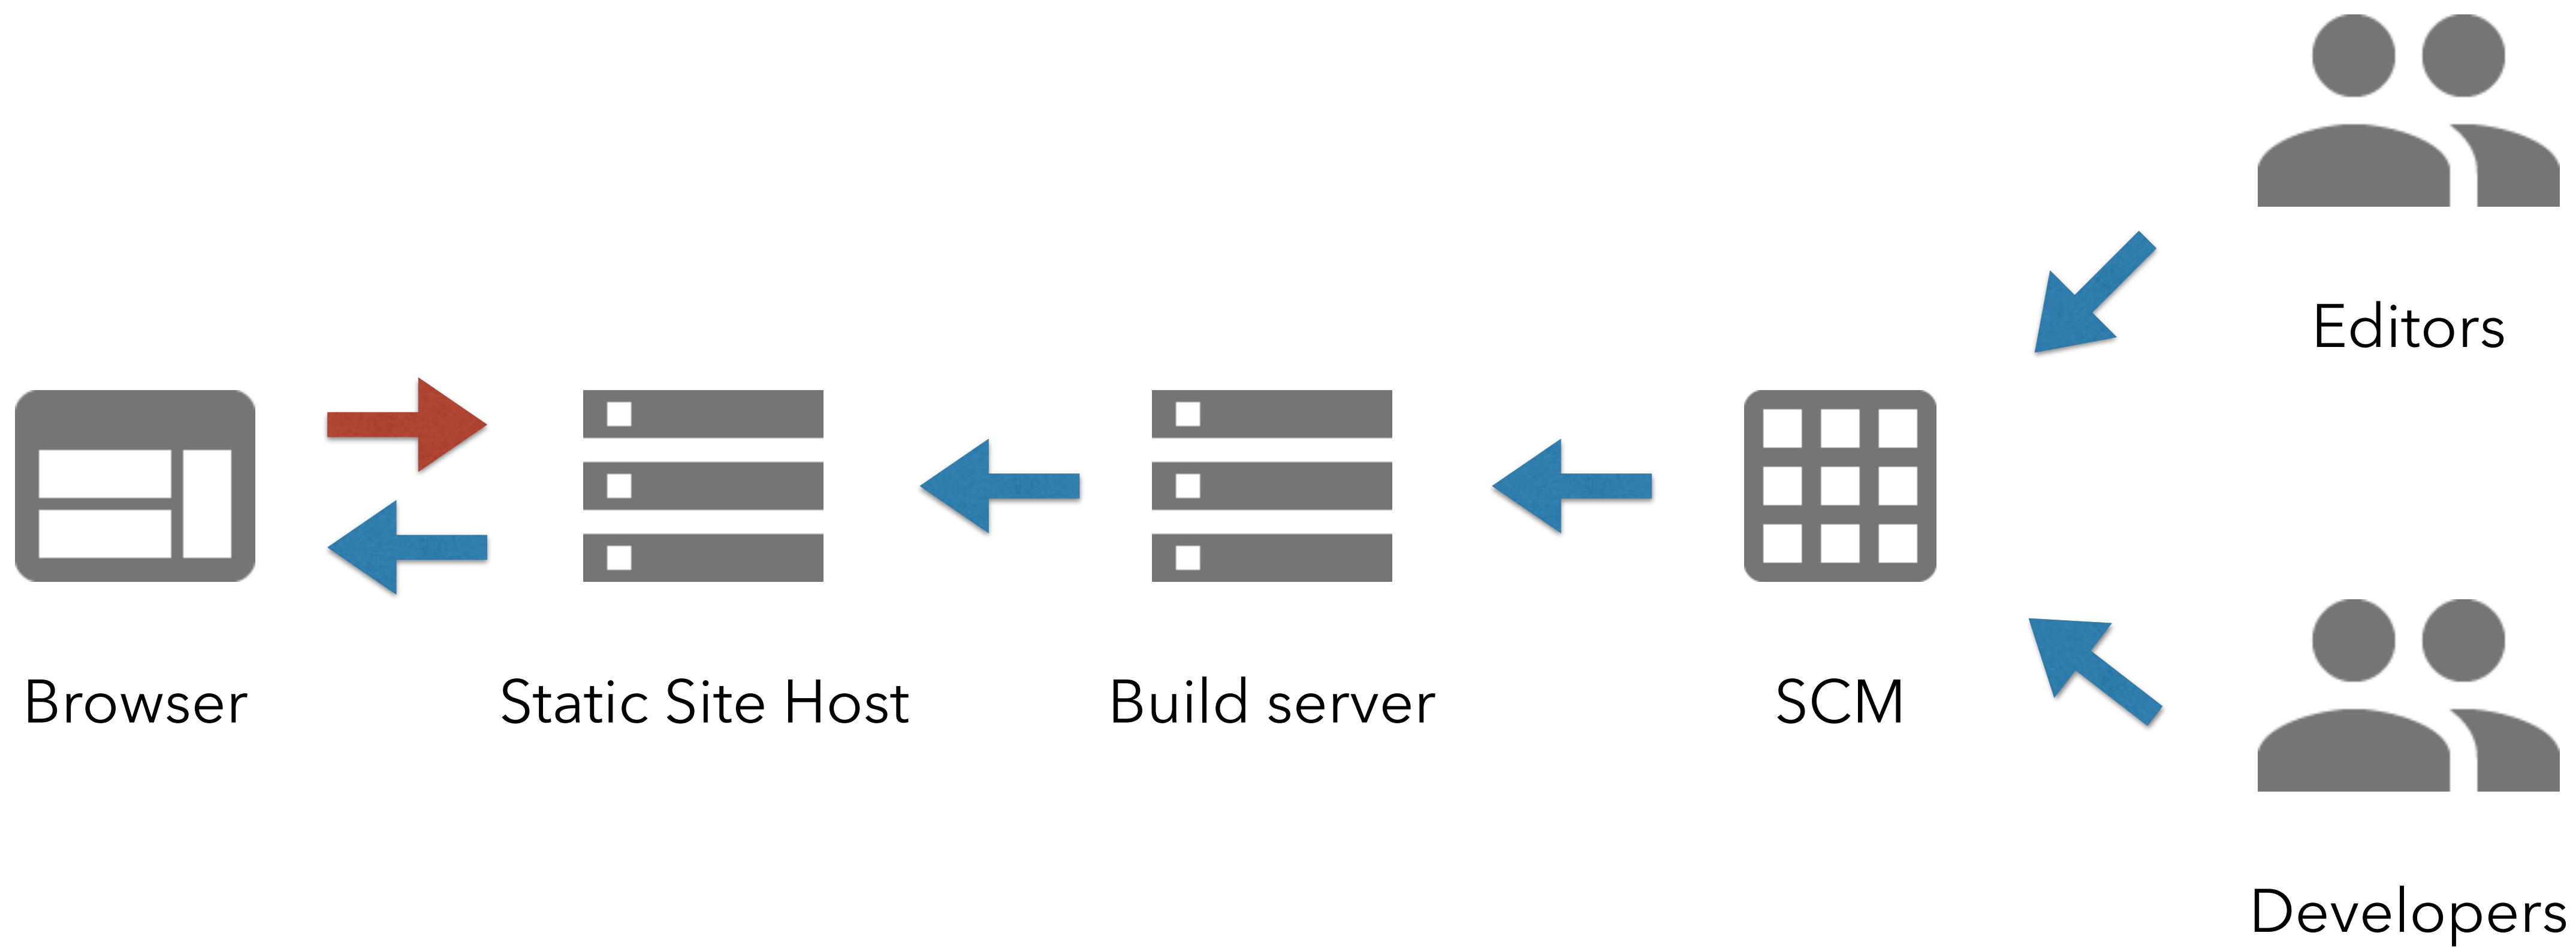 Editors
Browser
Static Site Host
Build server
SCM
Developers